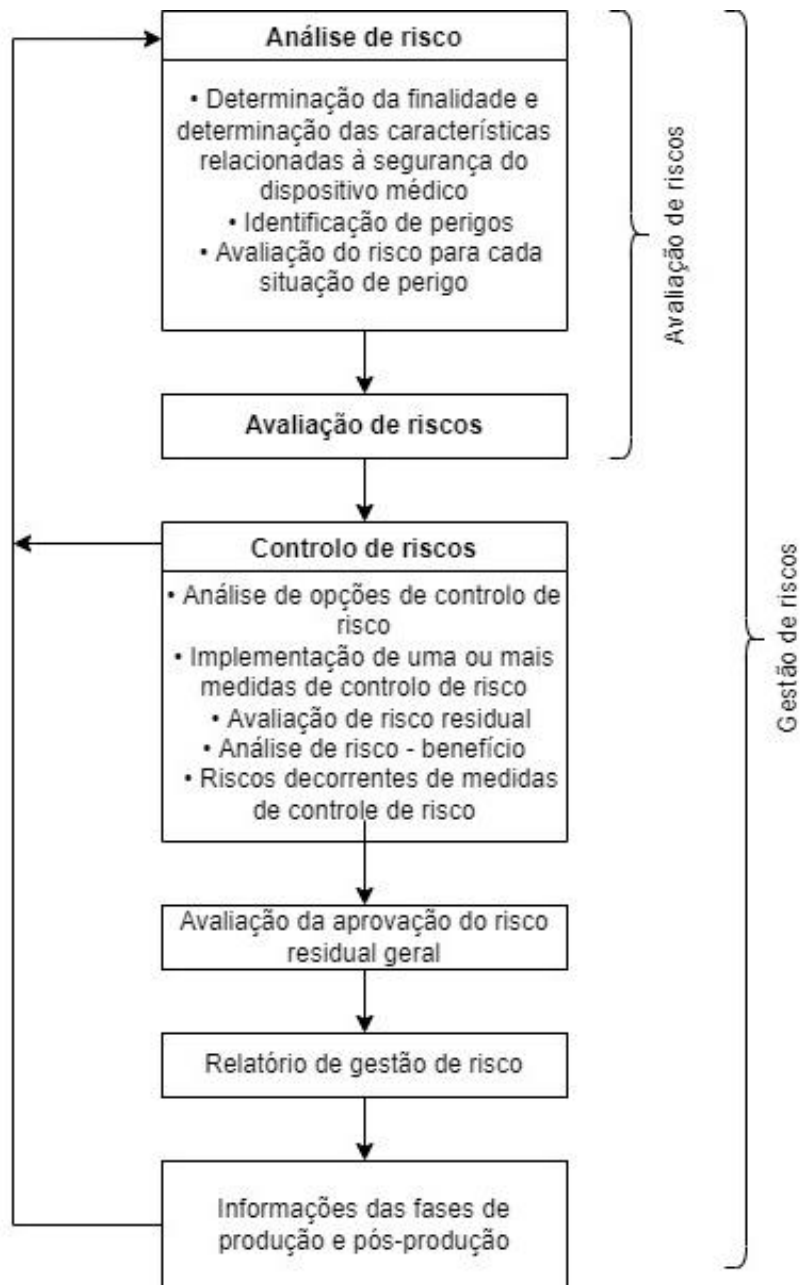 Análise de risco
• Determinação da finalidade e
determinação das características
relacionadas à segurança do
dispositivo médico
• Identificação de perigos
• Avaliação do risco para cada
situação de perigo
Avaliação de riscos
Controlo de riscos
• Análise de opções de controlo de
risco
• Implementação de uma ou mais
medidas de controlo de risco
• Avaliação de risco residual
• Análise de risco - benefício
• Riscos decorrentes de medidas
de controle de risco
Avaliação da aprovação do risco
residual geral
Relatório de gestão de risco
Informações das fases de
produção e pós-produção
Avaliação de riscos
Gestão de riscos